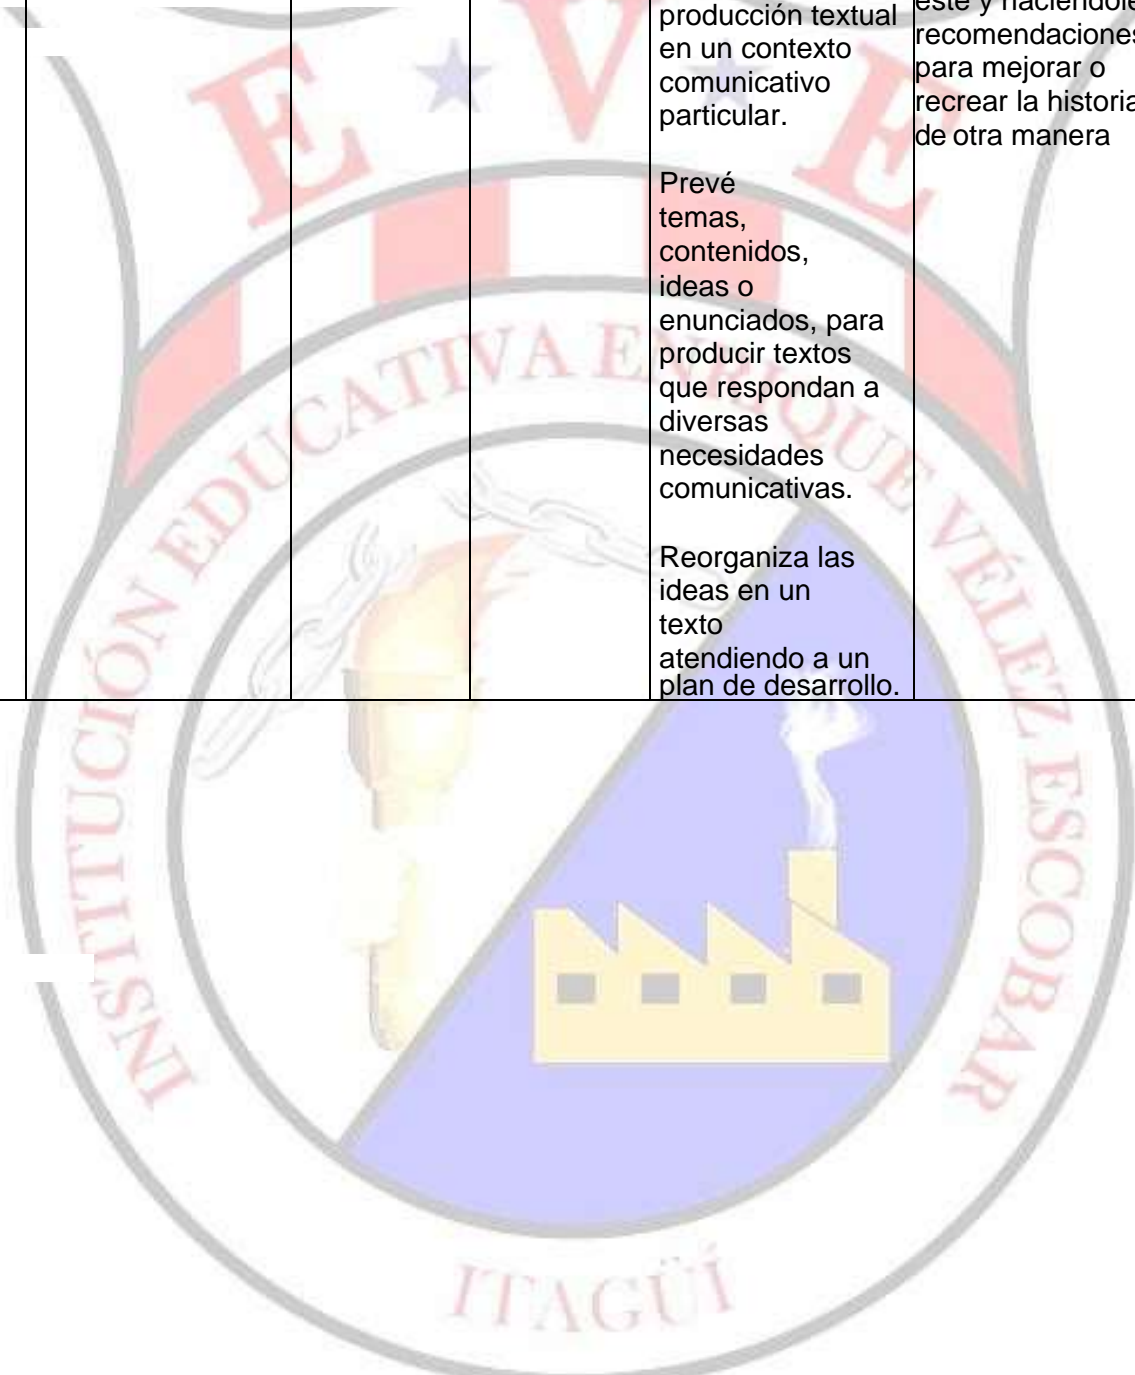 producción textual
en un contexto
comunicativo
particular.
Prevé
temas,
contenidos,
ideas o
enunciados, para
producir textos
que respondan a
diversas
necesidades
comunicativas.
Reorganiza las
ideas en un
texto
atendiendo a un
plan de desarrollo.
este y haciéndole
recomendaciones
para mejorar o
recrear la historia
de otra manera
E V E
INSTITUCIÓN EDUCATIVA ENRIQUE VÉLEZ ESCOBAR
ITAGÜÍ